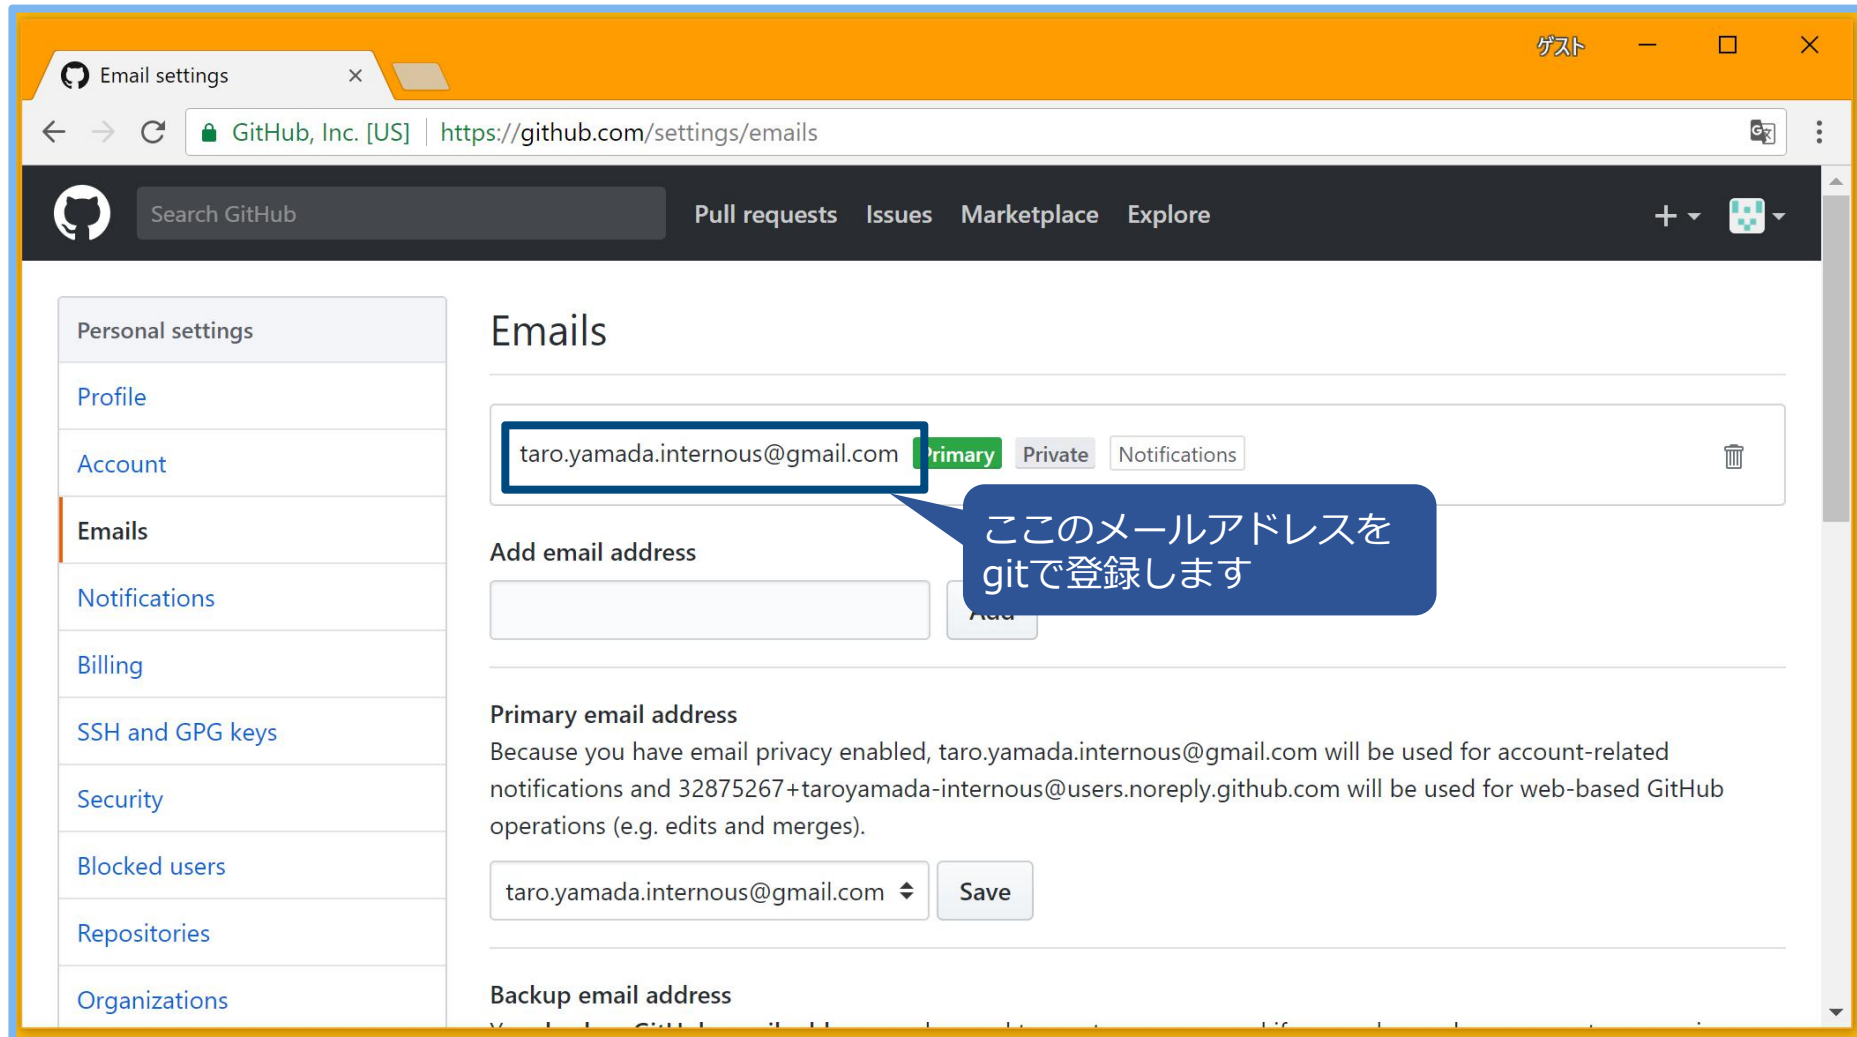 Email settings
ゲスト
GitHub, Inc. [US] https://github.com/settings/emails
Search GitHub
Pull requests Issues Marketplace Explore
Personal settings
Profile
Account
Emails
Notifications
Billing
SSH and GPG keys
Security
Blocked users
Repositories
Organizations
Emails
taro.yamada.internous@gmail.com Primary Private Notifications
ここのメールアドレスを
gitで登録します
Add email address
Add
Primary email address
Because you have email privacy enabled, taro.yamada.internous@gmail.com will be used for account-related
notifications and 32875267+taroyamada-internous@users.noreply.github.com will be used for web-based GitHub
operations (e.g. edits and merges).
taro.yamada.internous@gmail.com Save
Backup email address